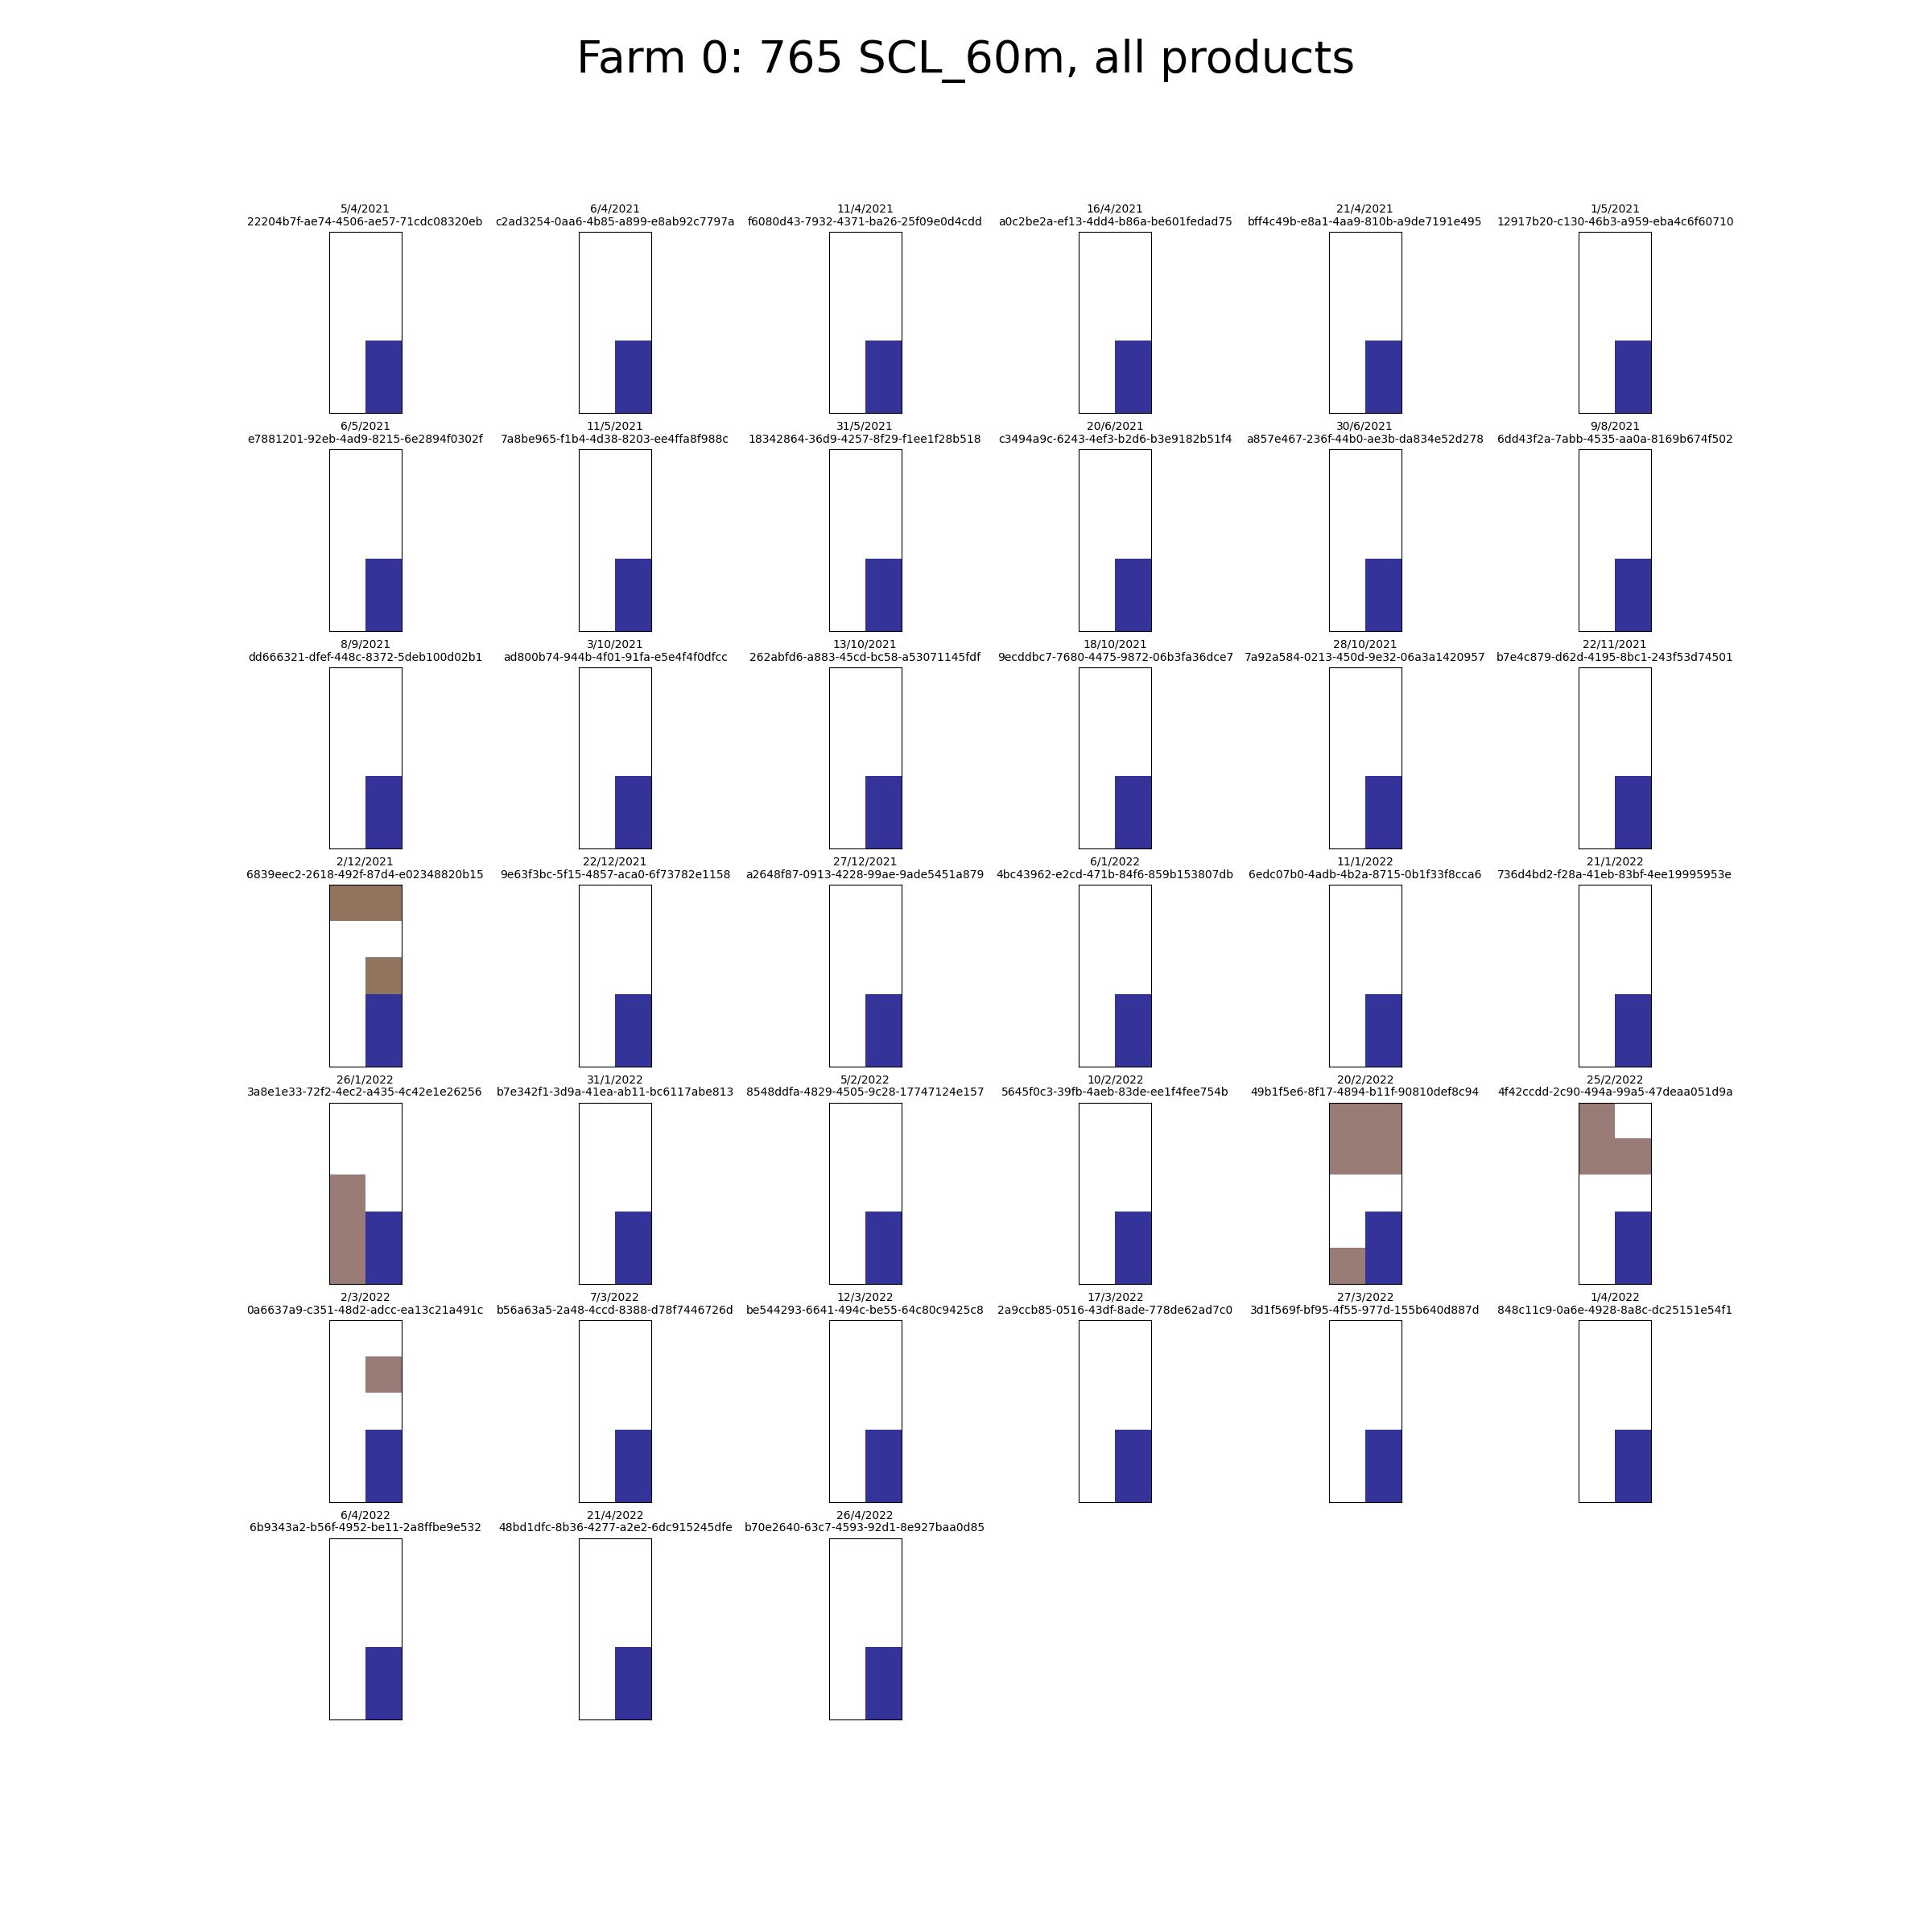 Farm 0: 765 SCL_60m, all products
5/4/2021
22204b7f-ae74-4506-ae57-71cdc08320eb
6/4/2021
c2ad3254-0aa6-4b85-a899-e8ab92c7797a
11/4/2021
f6080d43-7932-4371-ba26-25f09e0d4cdd
16/4/2021
a0c2be2a-ef13-4dd4-b86a-be601fedad75
21/4/2021
bff4c49b-e8a1-4aa9-810b-a9de7191e495
1/5/2021
12917b20-c130-46b3-a959-eba4c6f60710
6/5/2021
e7881201-92eb-4ad9-8215-6e2894f0302f
11/5/2021
7a8be965-f1b4-4d38-8203-ee4ffa8f988c
31/5/2021
18342864-36d9-4257-8f29-f1ee1f28b518
20/6/2021
c3494a9c-6243-4ef3-b2d6-b3e9182b51f4
30/6/2021
a857e467-236f-44b0-ae3b-da834e52d278
9/8/2021
6dd43f2a-7abb-4535-aa0a-8169b674f502
8/9/2021
dd666321-dfef-448c-8372-5deb100d02b1
3/10/2021
ad800b74-944b-4f01-91fa-e5e4f4f0dfcc
13/10/2021
262abfd6-a883-45cd-bc58-a53071145fdf
18/10/2021
9ecddbc7-7680-4475-9872-06b3fa36dce7
28/10/2021
7a92a584-0213-450d-9e32-06a3a1420957
22/11/2021
b7e4c879-d62d-4195-8bc1-243f53d74501
2/12/2021
6839eec2-2618-492f-87d4-e02348820b15
22/12/2021
9e63f3bc-5f15-4857-aca0-6f73782e1158
27/12/2021
a2648f87-0913-4228-99ae-9ade5451a879
6/1/2022
4bc43962-e2cd-471b-84f6-859b153807db
11/1/2022
6edc07b0-4adb-4b2a-8715-0b1f33f8cca6
21/1/2022
736d4bd2-f28a-41eb-83bf-4ee19995953e
26/1/2022
3a8e1e33-72f2-4ec2-a435-4c42e1e26256
31/1/2022
b7e342f1-3d9a-41ea-ab11-bc6117abe813
5/2/2022
8548ddfa-4829-4505-9c28-17747124e157
10/2/2022
5645f0c3-39fb-4aeb-83de-ee1f4fee754b
20/2/2022
49b1f5e6-8f17-4894-b11f-90810def8c94
25/2/2022
4f42ccdd-2c90-494a-99a5-47deaa051d9a
2/3/2022
0a6637a9-c351-48d2-adcc-ea13c21a491c
7/3/2022
b56a63a5-2a48-4ccd-8388-d78f7446726d
12/3/2022
be544293-6641-494c-be55-64c80c9425c8
17/3/2022
2a9ccb85-0516-43df-8ade-778de62ad7c0
27/3/2022
3d1f569f-bf95-4f55-977d-155b640d887d
1/4/2022
848c11c9-0a6e-4928-8a8c-dc25151e54f1
6/4/2022
6b9343a2-b56f-4952-be11-2a8ffbe9e532
21/4/2022
48bd1dfc-8b36-4277-a2e2-6dc915245dfe
26/4/2022
b70e2640-63c7-4593-92d1-8e927baa0d85